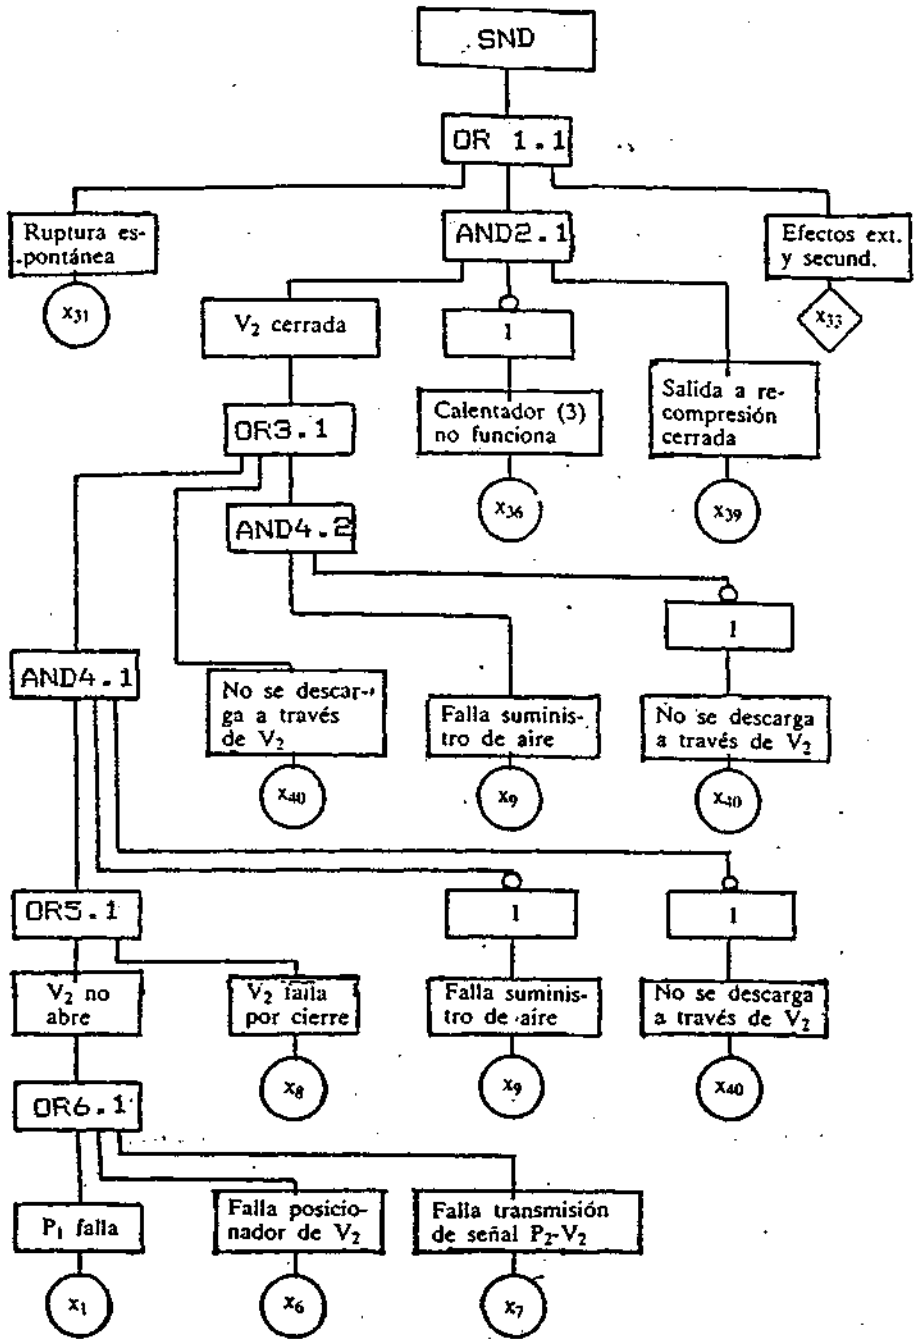 SND
OR 1.1
Ruptura es-
pontánea
AND2.1
Efectos ext.
y secund.
x31
V2 cerrada
1
x33
OR3.1
Calentador (3)
no funciona
Salida a re-
compresión
cerrada
AND4.2
x36
x39
1
AND4.1
No se descar-
ga a través
de V2
Falla suminis-
tro de aire
No se descarga
a través de V2
x40
x9
x40
OR5.1
1
1
V2 no
abre
V2 falla
por cierre
Falla suminis-
tro de aire
No se descarga
a través de V2
OR6.1
x8
x9
x40
P1 falla
Falla posicio-
nador de V2
Falla transmisión
de señal P2-V2
x1
x6
x7